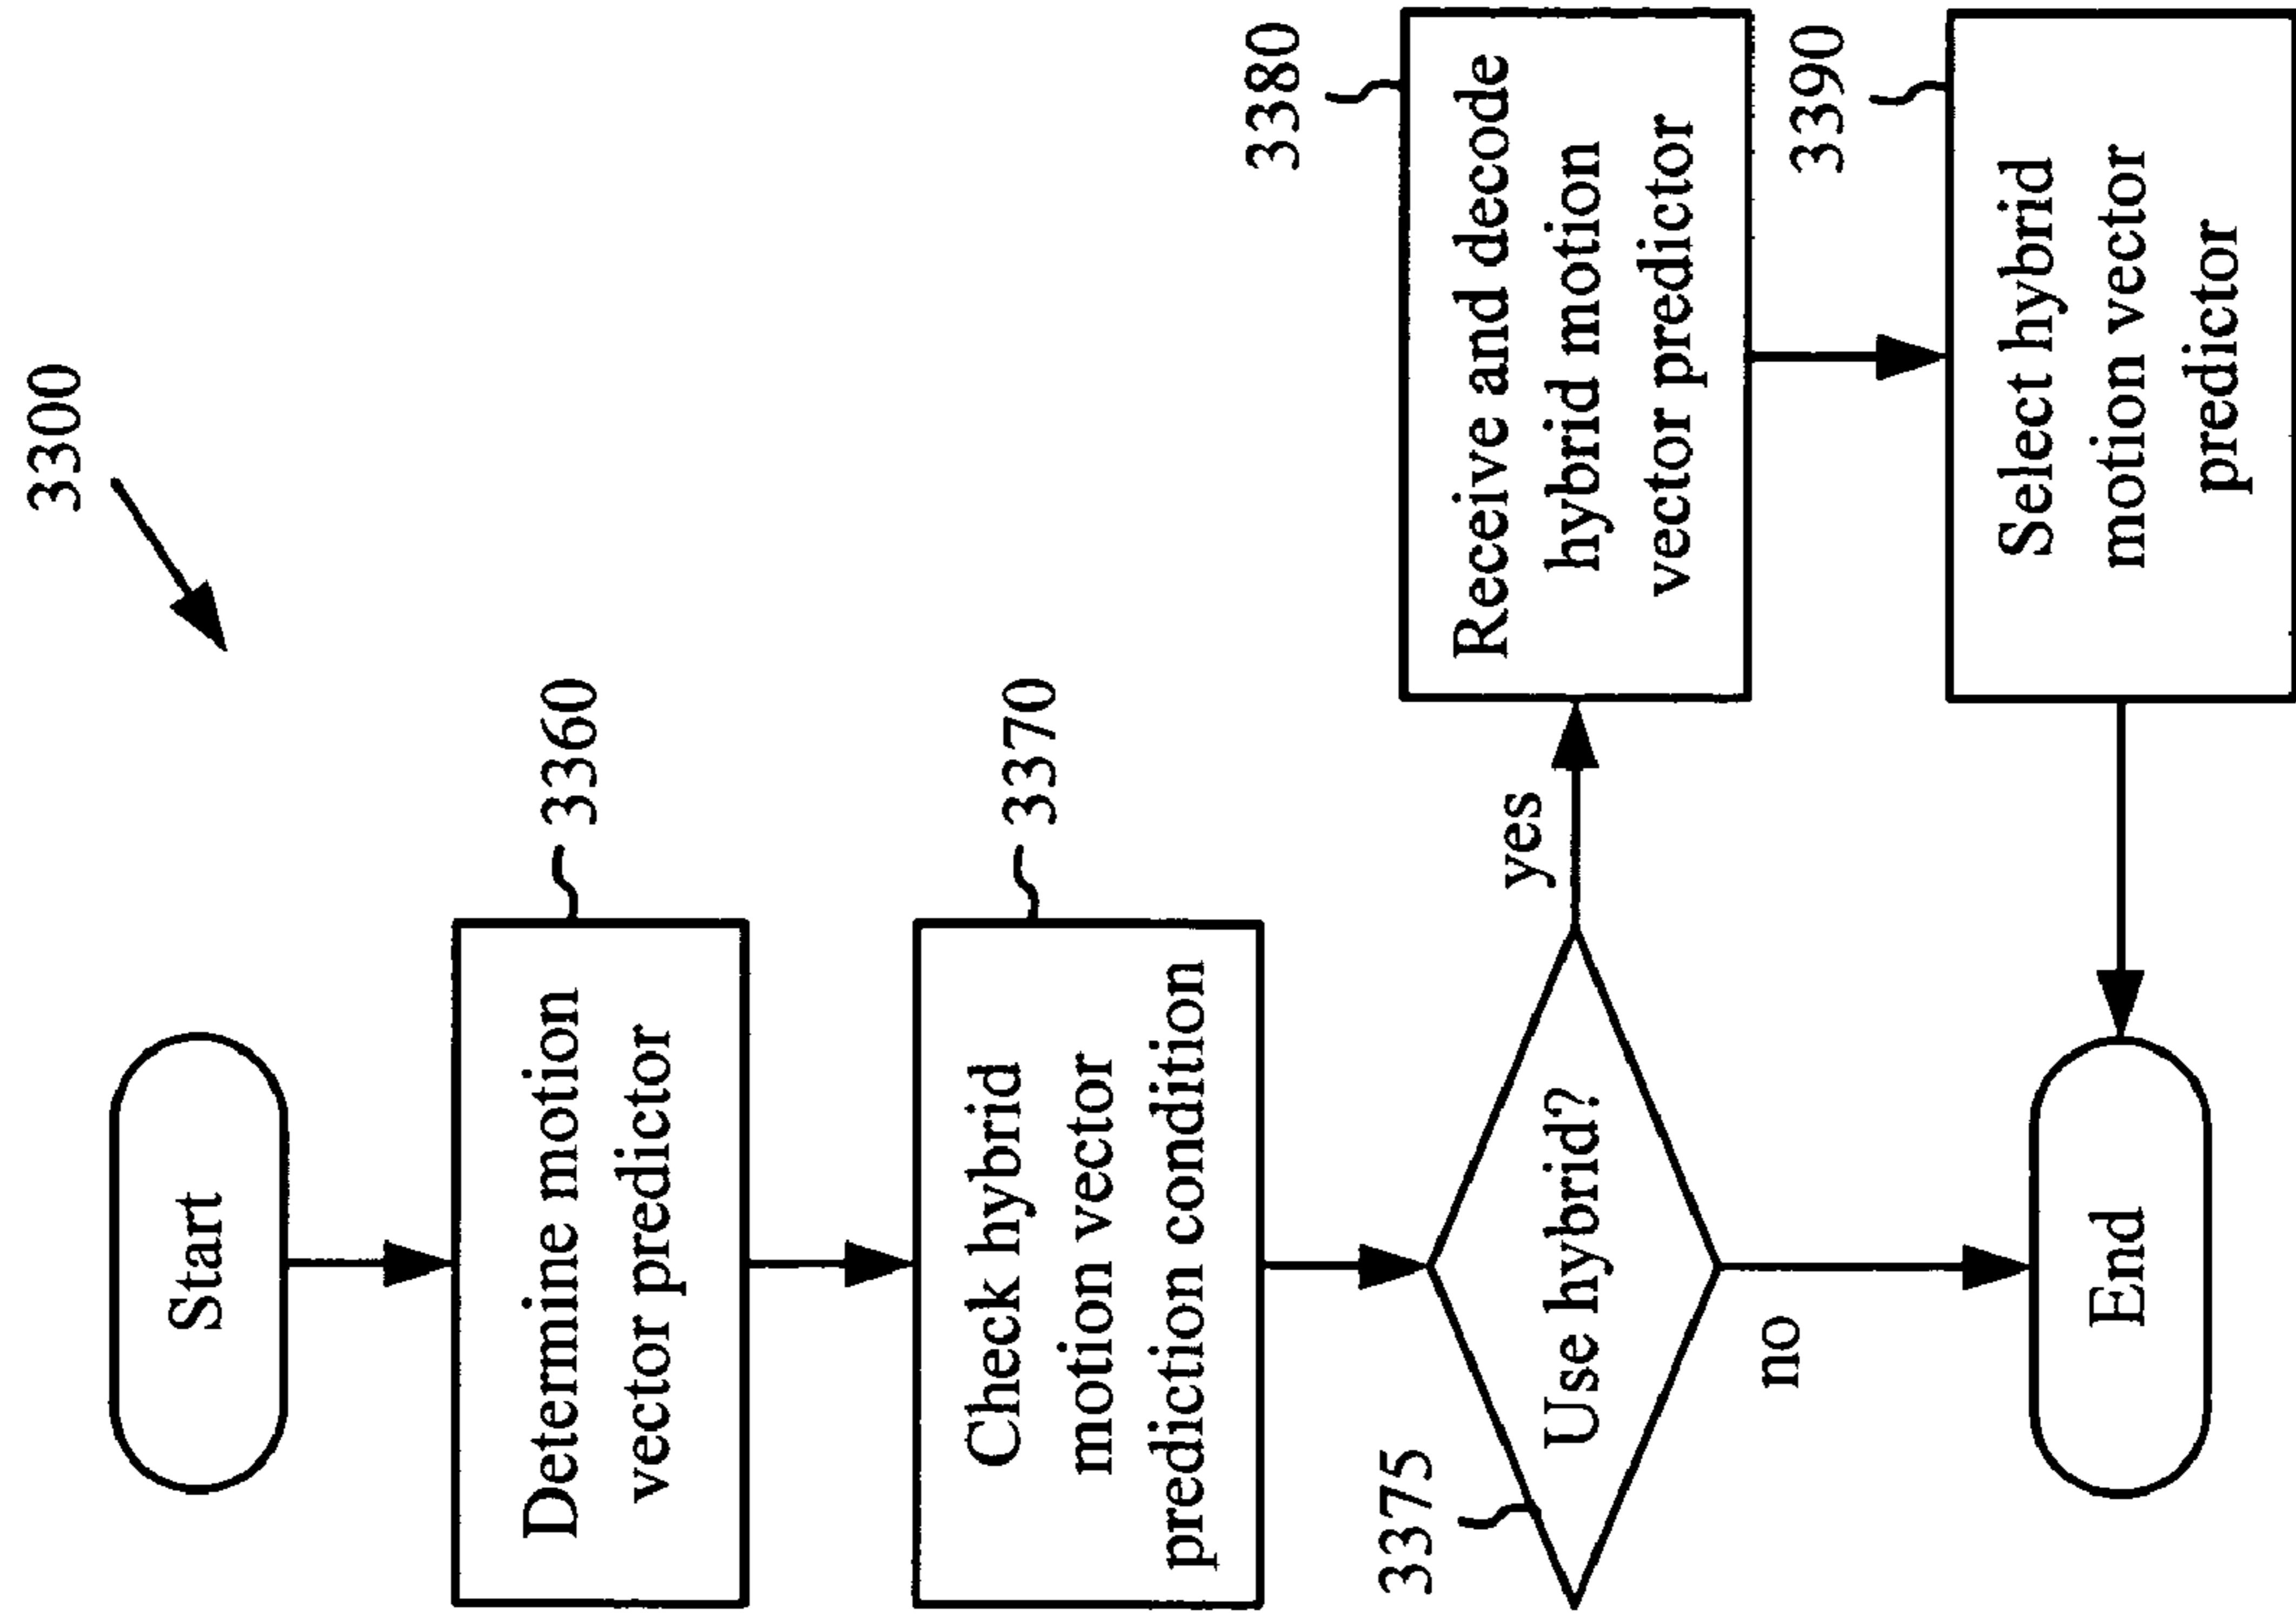 3300
Start
Determine motion
vector predictor
3360
Check hybrid
motion vector
prediction condition
3370
3375
Use hybrid?
yes
no
Receive and decode
hybrid motion
vector predictor
3380
Select hybrid
motion vector
predictor
3390
End